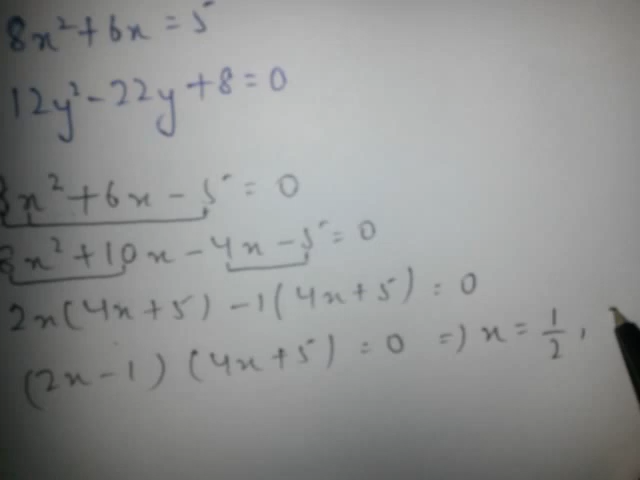 8x² + 6x = 5
12y² - 22y + 8 = 0
8x² + 6x - 5 = 0
8x² + 10x - 4x - 5 = 0
2x(4x + 5) - 1(4x + 5) = 0
(2x - 1) (4x + 5) = 0 => x = 1/2,